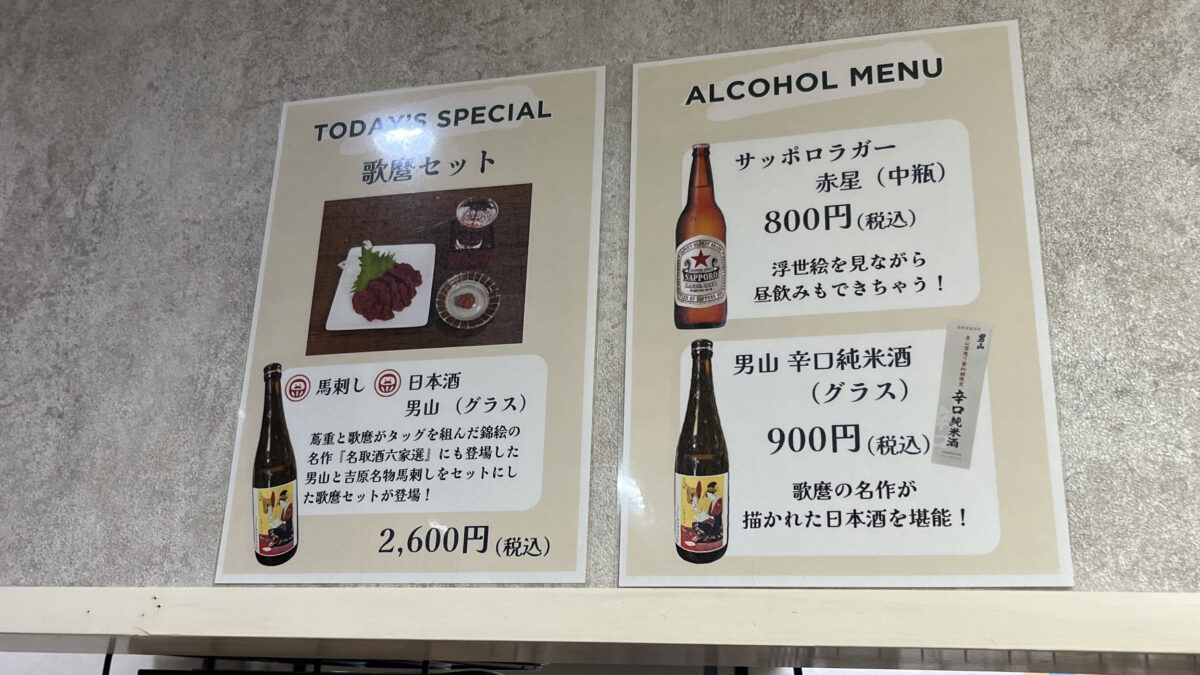 TODAY'S SPECIAL
歌麿セット
馬刺し 日本酒
男山（グラス）
蔦重と歌麿がタッグを組んだ錦絵の
名作『名取酒六家選』にも登場した
男山と吉原名物馬刺しをセットにし
た歌麿セットが登場！
2,600円(税込)
ALCOHOL MENU
サッポロラガー
赤星（中瓶）
800円(税込)
浮世絵を見ながら
昼飲みもできちゃう！
SAPPORO
男山 辛口純米酒
（グラス）
900円(税込)
歌麿の名作が
描かれた日本酒を堪能！
男山
辛口純米酒